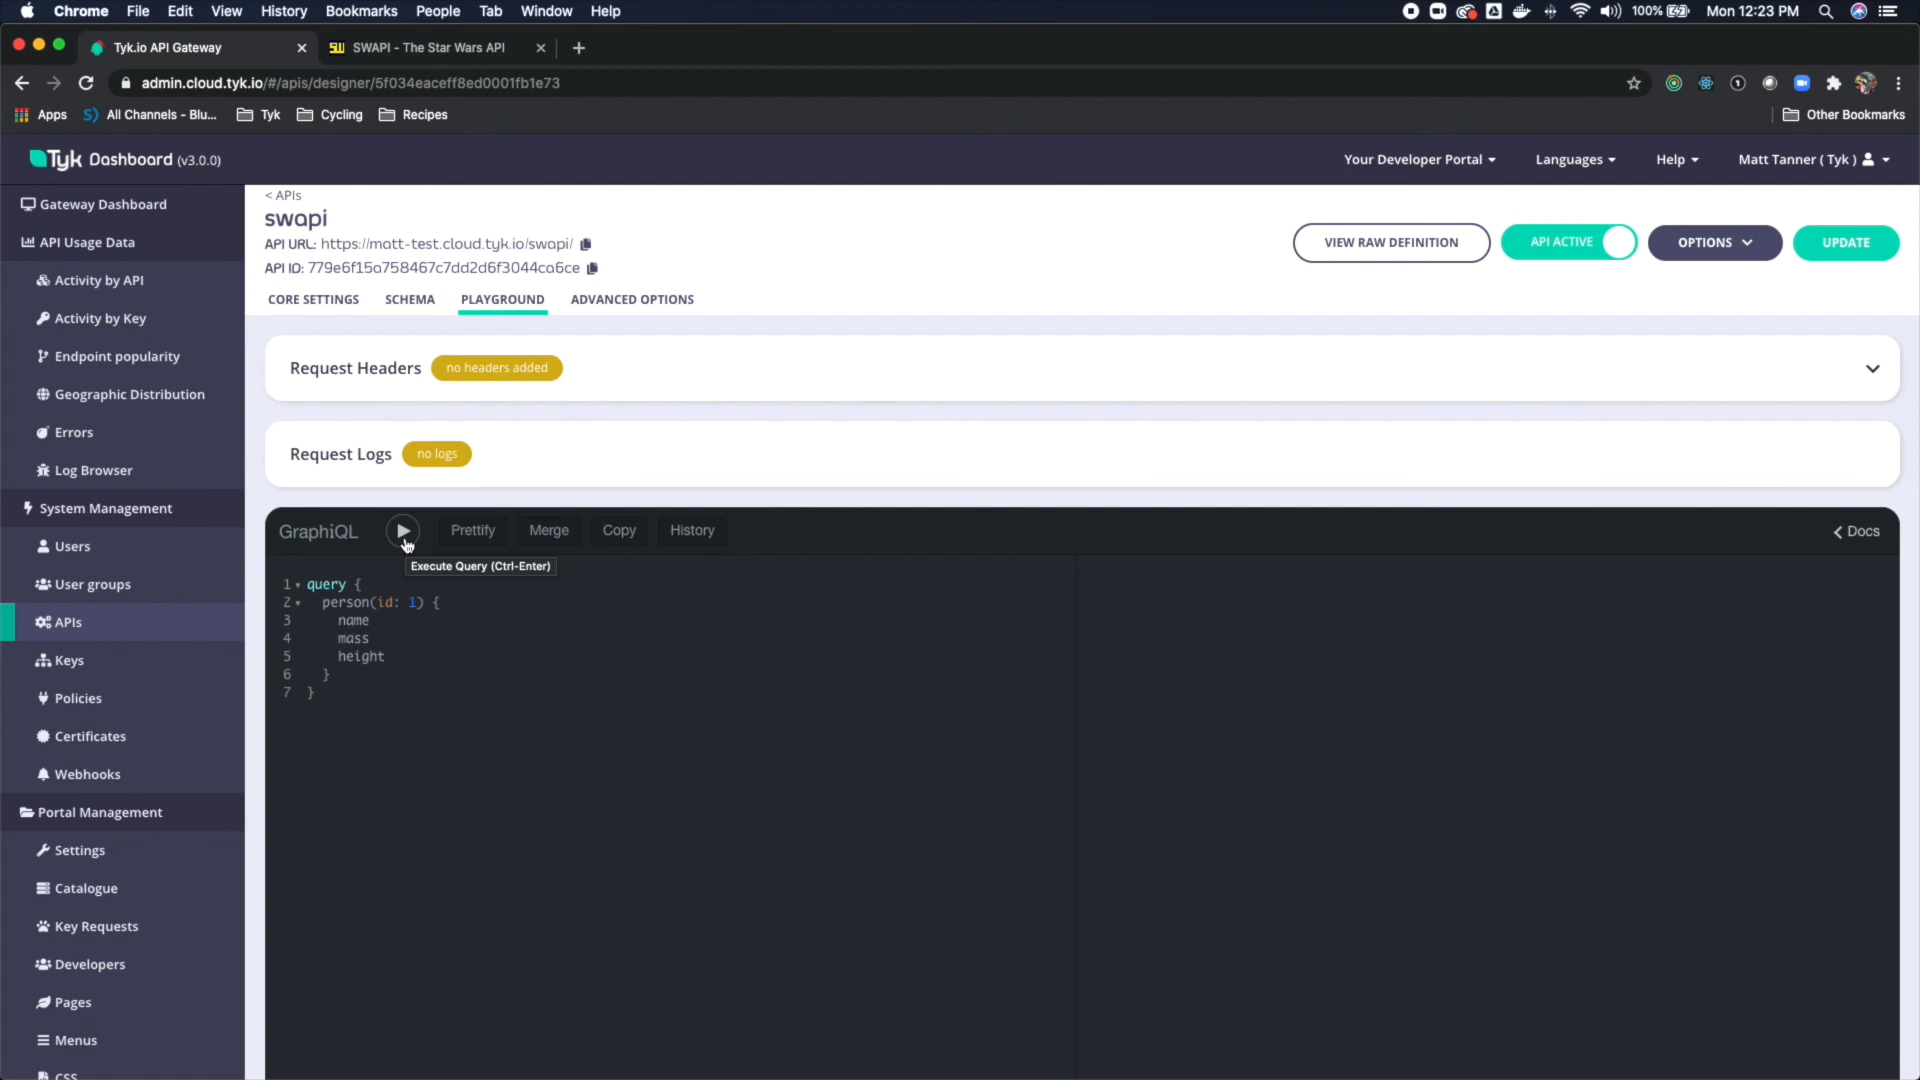 Chrome File Edit View History Bookmarks People Tab Window Help 100% Mon 12:23 PM
Tyk.io API Gateway SWAPI - The Star Wars API
admin.cloud.tyk.io/#/apis/designer/5f034eaceff8ed0001fb1e73
Apps All Channels - Blu... Tyk Cycling Recipes Other Bookmarks
Tyk Dashboard (v3.0.0) Your Developer Portal Languages Help Matt Tanner ( Tyk )
Gateway Dashboard
API Usage Data
Activity by API
Activity by Key
Endpoint popularity
Geographic Distribution
Errors
Log Browser
System Management
Users
User groups
APIs
Keys
Policies
Certificates
Webhooks
Portal Management
Settings
Catalogue
Key Requests
Developers
Pages
Menus
CSS
< APIs
swapi
API URL: https://matt-test.cloud.tyk.io/swapi/
API ID: 779e6f15a758467c7dd2d6f3044ca6ce
VIEW RAW DEFINITION API ACTIVE OPTIONS UPDATE
CORE SETTINGS SCHEMA PLAYGROUND ADVANCED OPTIONS
Request Headers no headers added
Request Logs no logs
GraphiQL Prettify Merge Copy History < Docs
Execute Query (Ctrl-Enter)
1 query {
2 person(id: 1) {
3 name
4 mass
5 height
6 }
7 }